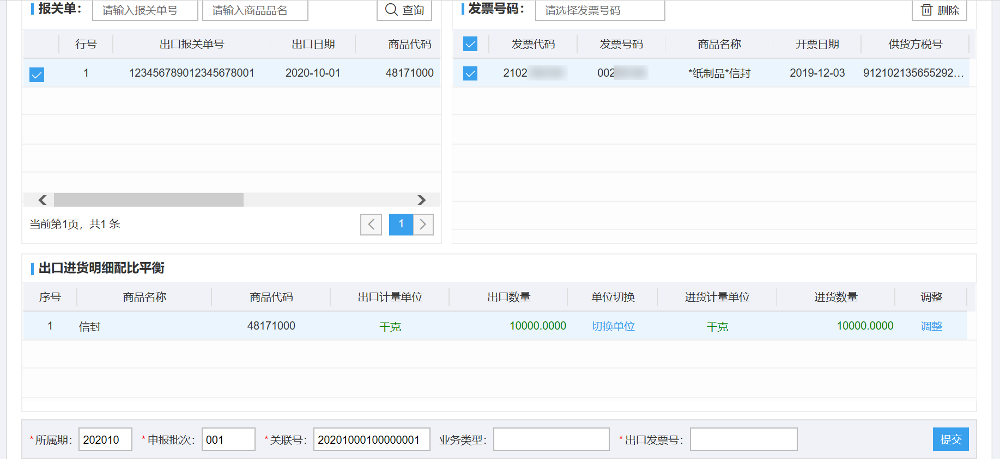 报关单：
请输入报关单号
请输入商品品名
查询
行号 出口报关单号 出口日期 商品代码
1 123456789012345678001 2020-10-01 48171000
当前第1页，共1 条
1
发票号码：
请选择发票号码
删除
发票代码 发票号码 商品名称 开票日期 供货方税号
2102 002 *纸制品*信封 2019-12-03 912102135655292...
出口进货明细配比平衡
序号 商品名称 商品代码 出口计量单位 出口数量 单位切换 进货计量单位 进货数量 调整
1 信封 48171000 千克 10000.0000 切换单位 千克 10000.0000 调整
*所属期： 202010 *申报批次： 001 *关联号： 20201000100000001 业务类型： *出口发票号： 提交